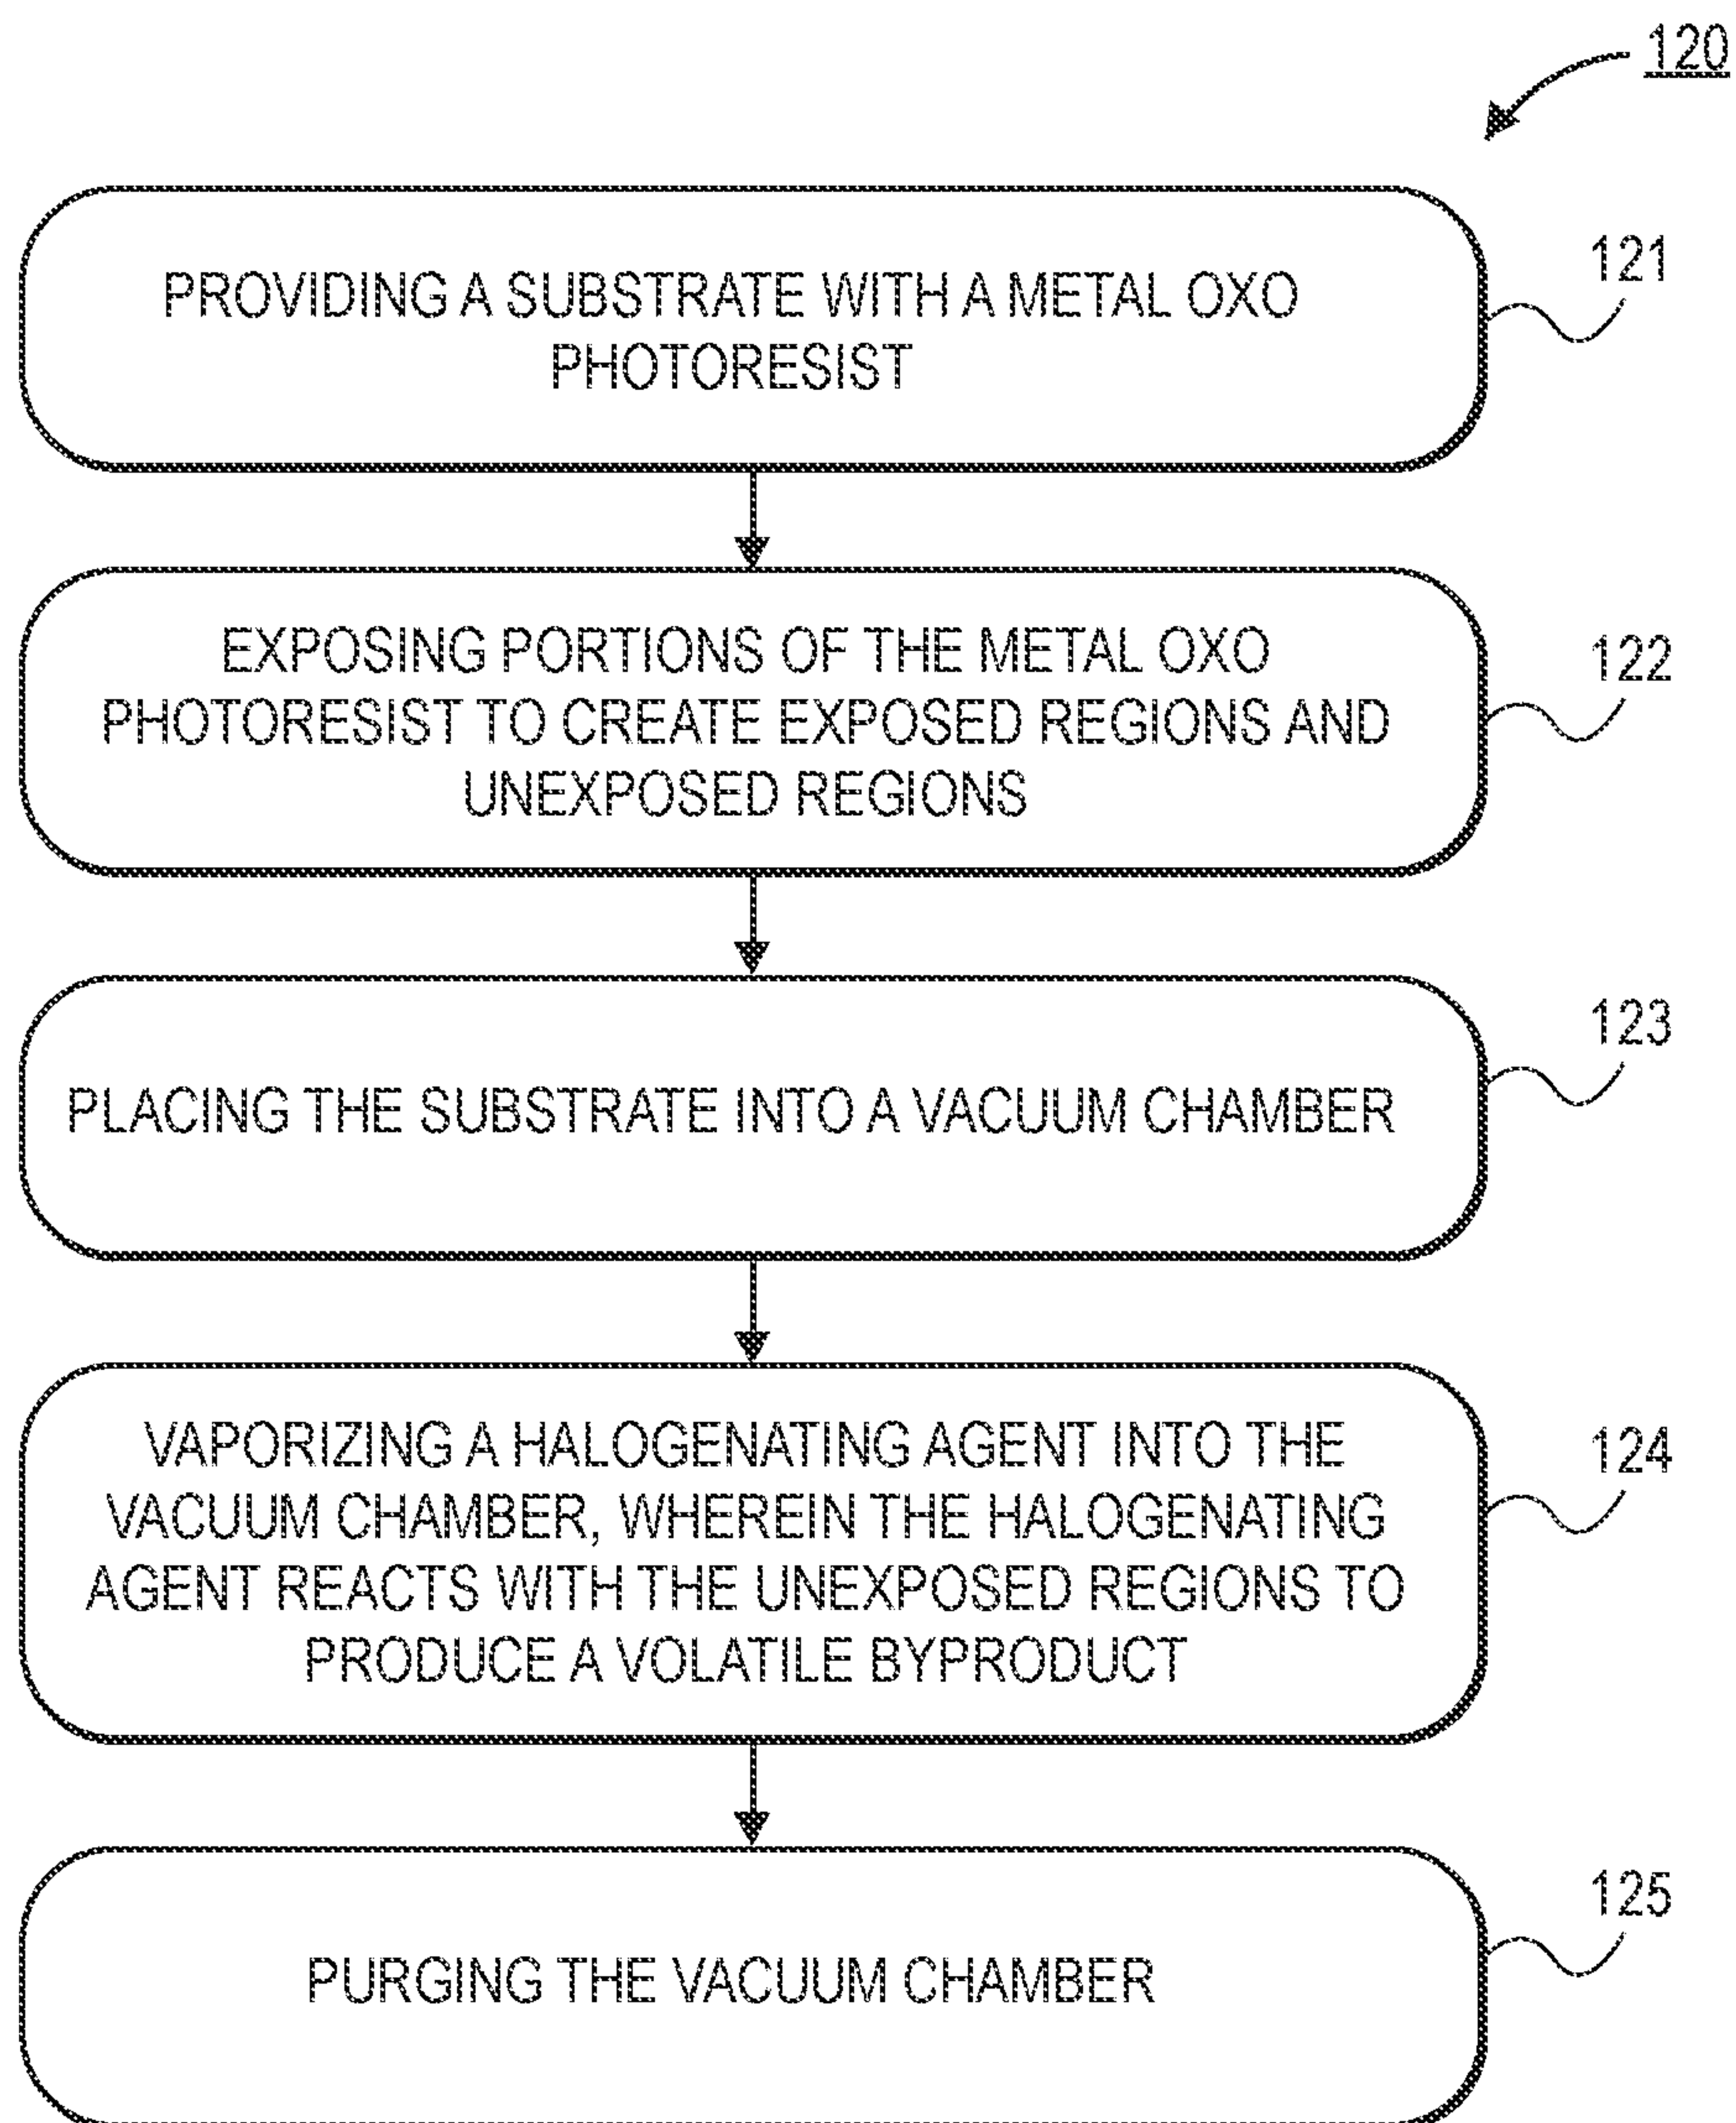 120
PROVIDING A SUBSTRATE WITH A METAL OXO
PHOTORESIST
121
EXPOSING PORTIONS OF THE METAL OXO
PHOTORESIST TO CREATE EXPOSED REGIONS AND
UNEXPOSED REGIONS
122
PLACING THE SUBSTRATE INTO A VACUUM CHAMBER
123
VAPORIZING A HALOGENATING AGENT INTO THE
VACUUM CHAMBER, WHEREIN THE HALOGENATING
AGENT REACTS WITH THE UNEXPOSED REGIONS TO
PRODUCE A VOLATILE BYPRODUCT
124
PURGING THE VACUUM CHAMBER
125